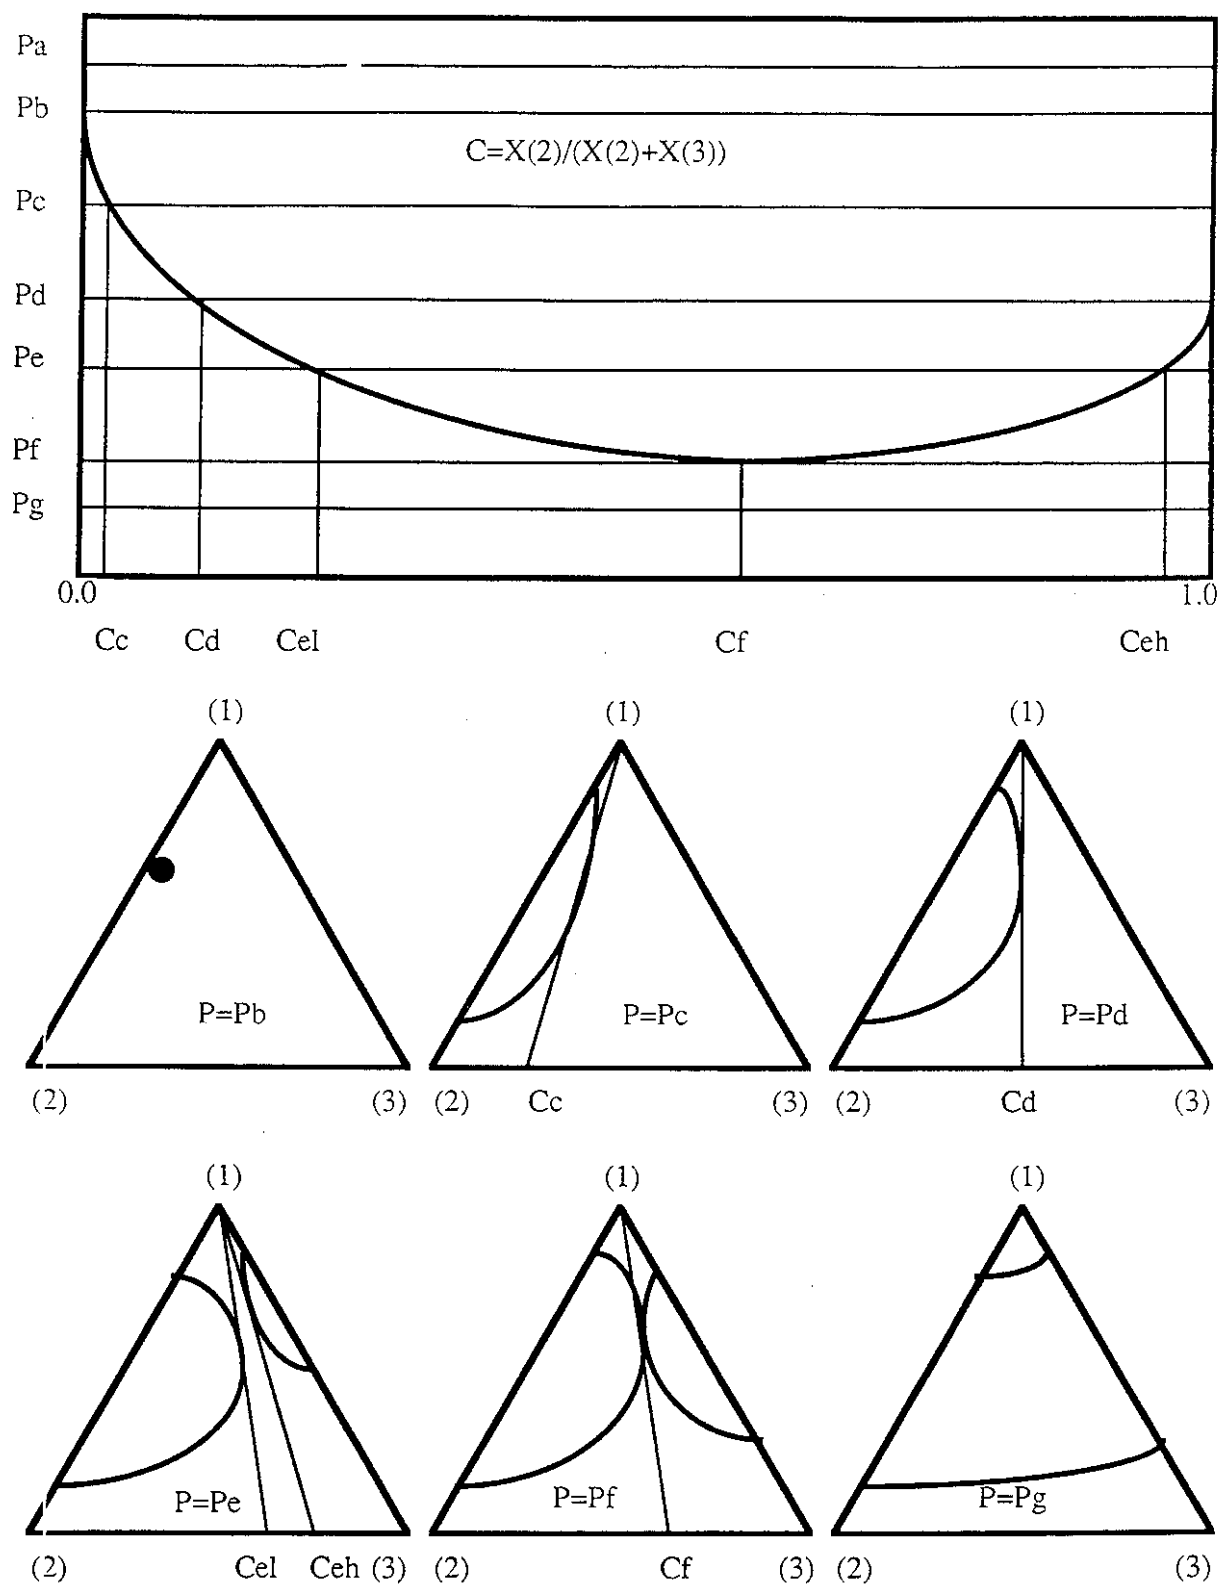 Pa
Pb
C=X(2)/(X(2)+X(3))
Pc
Pd
Pe
Pf
Pg
0.0 1.0
Cc Cd Cel Cf Ceh
(1) (1) (1)
P=Pb P=Pc P=Pd
(2) (3) (2) Cc (3) (2) Cd (3)
(1) (1) (1)
P=Pe P=Pf P=Pg
(2) Cel Ceh (3) (2) Cf (3) (2) (3)